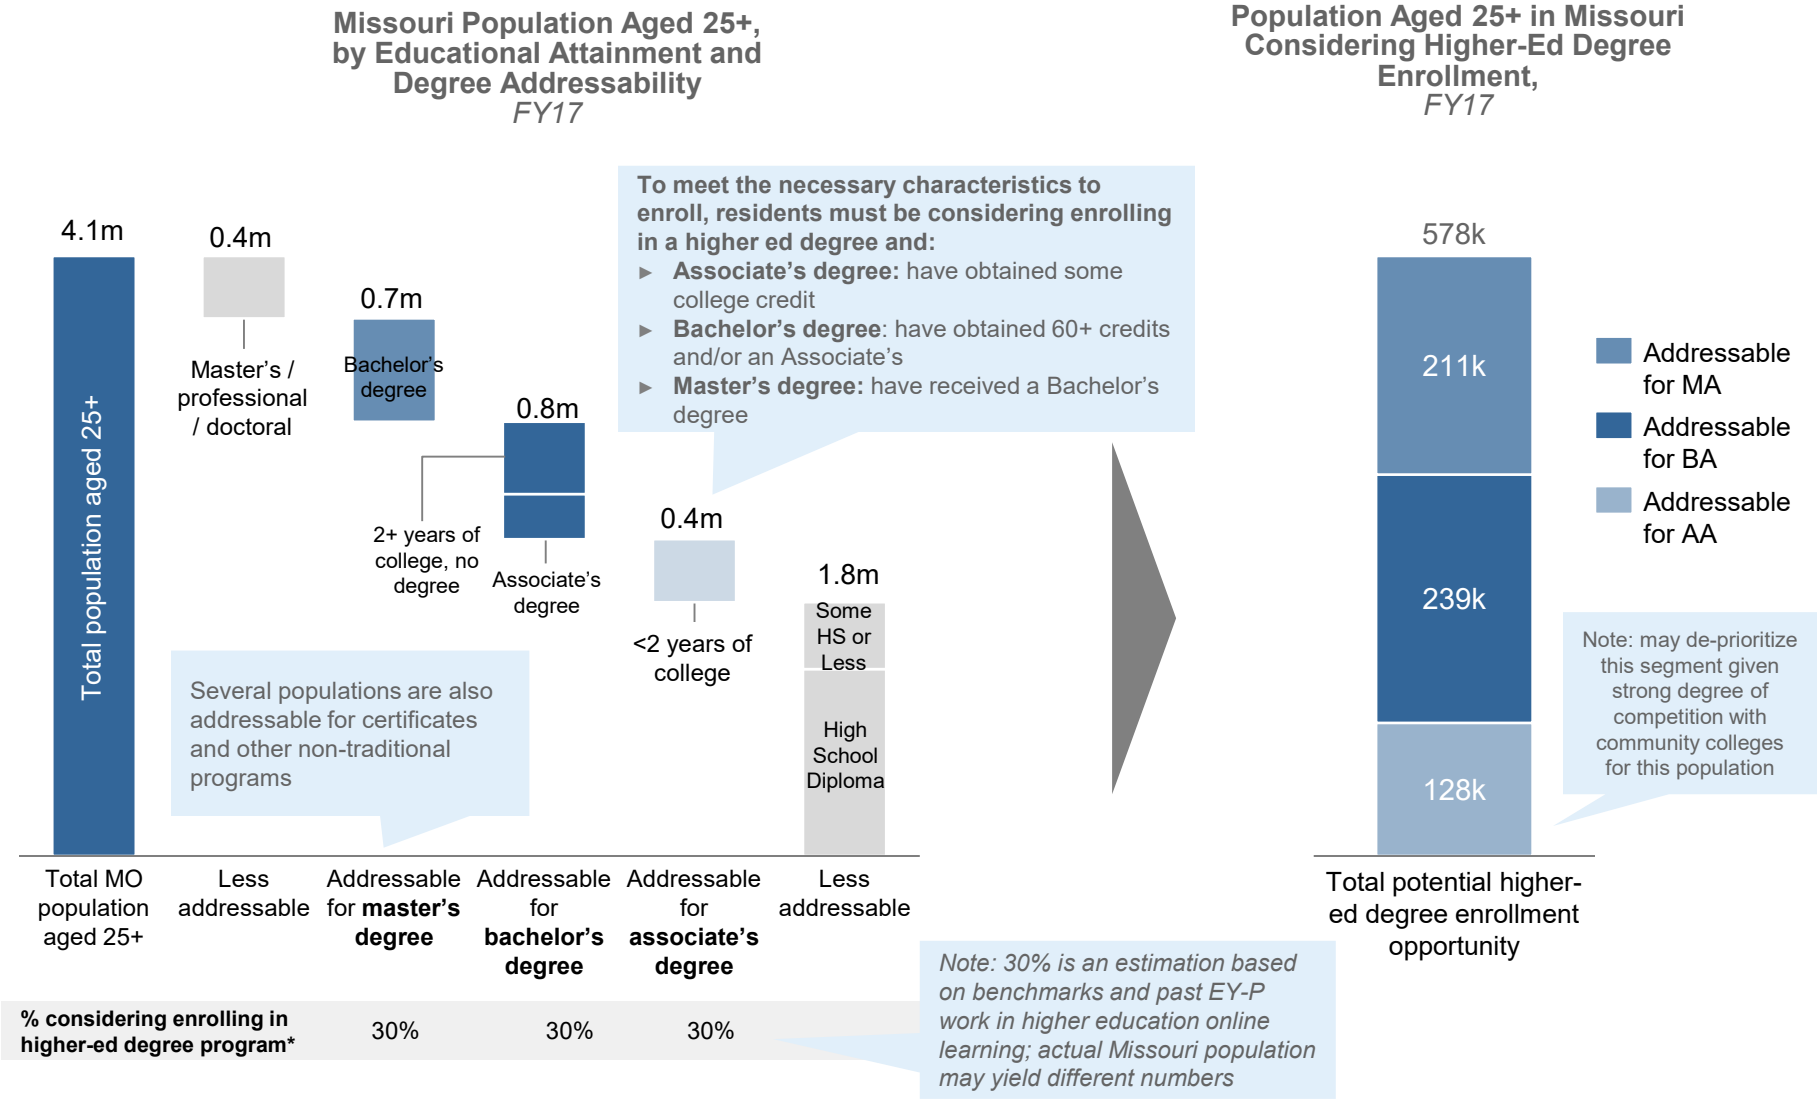 Missouri Population Aged 25+,
by Educational Attainment and
Degree Addressability
FY17
Population Aged 25+ in Missouri
Considering Higher-Ed Degree
Enrollment,
FY17
To meet the necessary characteristics to
enroll, residents must be considering enrolling
in a higher ed degree and:
► Associate's degree: have obtained some
college credit
► Bachelor's degree: have obtained 60+ credits
and/or an Associate's
► Master's degree: have received a Bachelor's
degree
4.1m
Total population aged 25+
0.4m
Master's /
professional
/ doctoral
0.7m
Bachelor's
degree
0.8m
2+ years of
college, no
degree
Associate's
degree
0.4m
<2 years of
college
1.8m
Some
HS or
Less
High
School
Diploma
Several populations are also
addressable for certificates
and other non-traditional
programs
Total MO
population
aged 25+
Less
addressable
Addressable
for master's
degree
Addressable
for
bachelor's
degree
Addressable
for
associate's
degree
Less
addressable
% considering enrolling in
higher-ed degree program*
30%
30%
30%
Note: 30% is an estimation based
on benchmarks and past EY-P
work in higher education online
learning; actual Missouri population
may yield different numbers
578k
211k
239k
128k
Total potential higher-
ed degree enrollment
opportunity
Addressable
for MA
Addressable
for BA
Addressable
for AA
Note: may de-prioritize
this segment given
strong degree of
competition with
community colleges
for this population